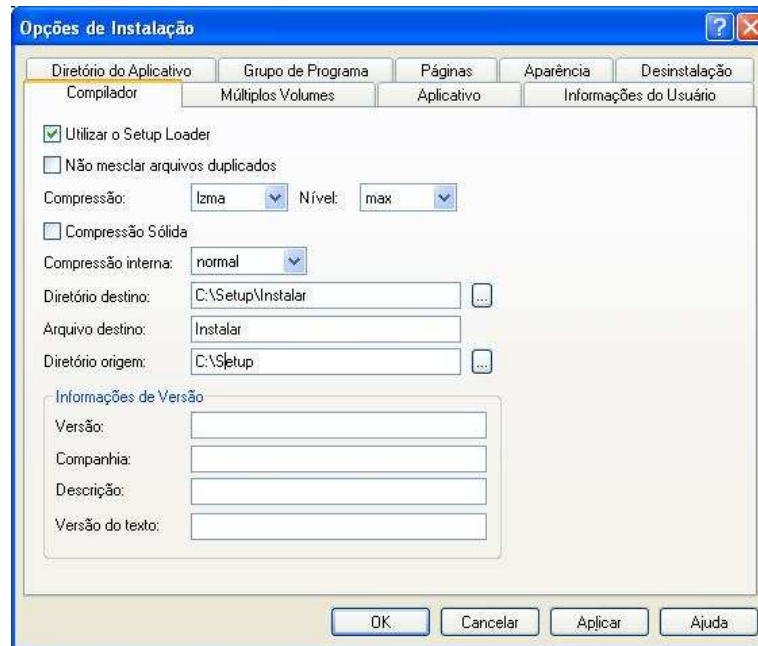 Opções de Instalação
Diretório do Aplicativo Grupo de Programa Páginas Aparência Desinstalação
Compilador Múltiplos Volumes Aplicativo Informações do Usuário
Utilizar o Setup Loader
Não mesclar arquivos duplicados
Compressão: lzma Nível: max
Compressão Sólida
Compressão interna: normal
Diretório destino: C:\Setup\Instalar ...
Arquivo destino: Instalar
Diretório origem: C:\Setup ...
Informações de Versão
Versão:
Companhia:
Descrição:
Versão do texto:
OK Cancelar Aplicar Ajuda